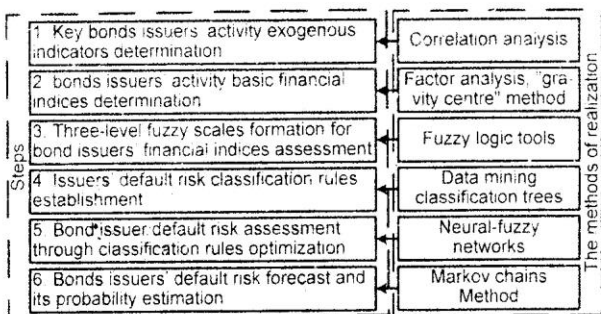 1 Key bonds issuers activity exogenous
indicators determination
Correlation analysis
2 bonds issuers activity basic financial
indices determination
Factor analysis, "gra-
vity centre" method
3. Three-level fuzzy scales formation for
bond issuers' financial indices assessment
Fuzzy logic tools
4 Issuers' default risk classification rules
establishment
Data mining
classification trees
5. Bond issuer default risk assessment
through classification rules optimization
Neural-fuzzy
networks
6. Bonds issuers' default risk forecast and
its probability estimation
Markov chains
Method
Steps
The methods of realization